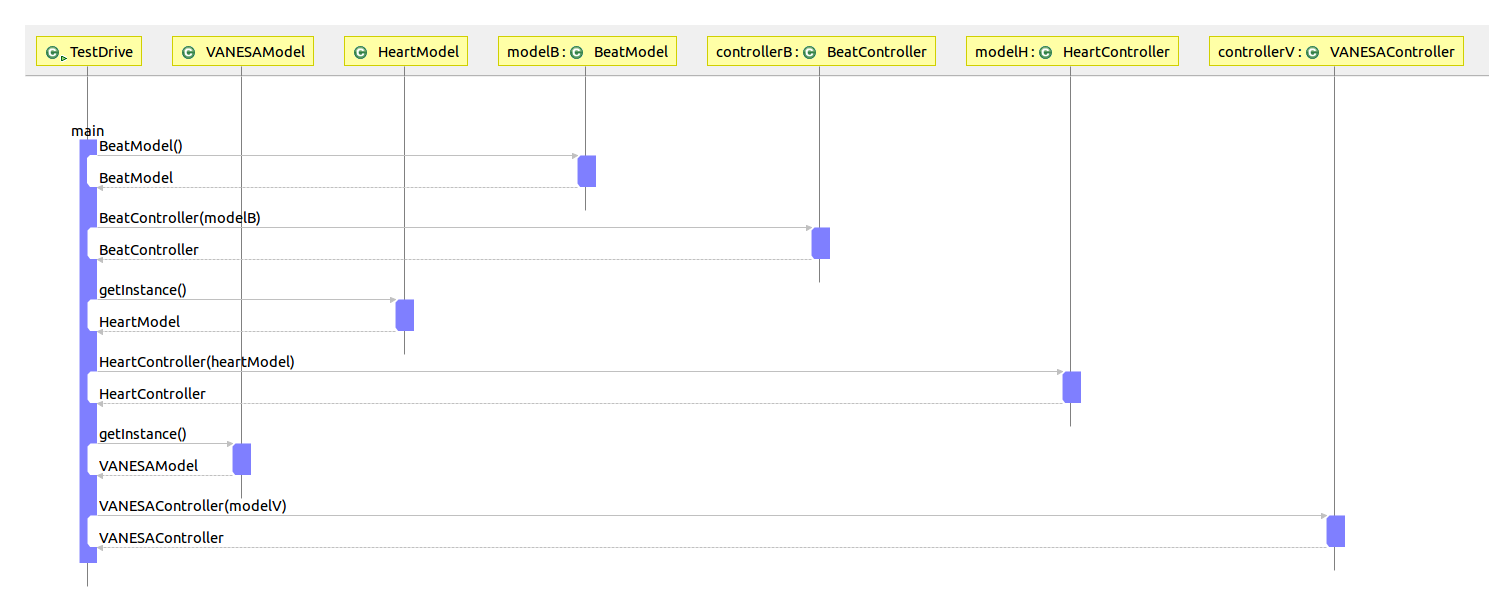 TestDrive
VANESAModel
HeartModel
modelB: BeatModel
controllerB: BeatController
modelH: HeartController
controllerV: VANESAController
main
BeatModel()
BeatModel
BeatController(modelB)
BeatController
getInstance()
HeartModel
HeartController(heartModel)
HeartController
getInstance()
VANESAModel
VANESAController(modelV)
VANESAController